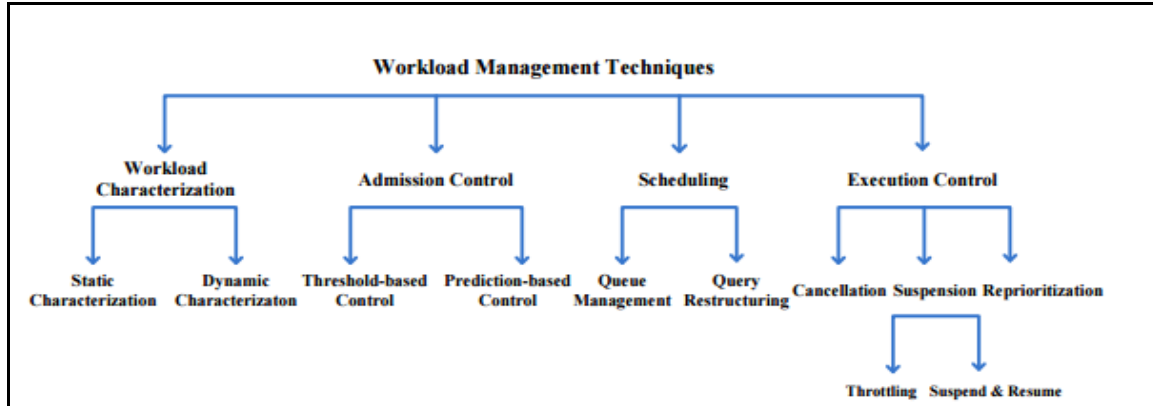 Workload Management Techniques
Workload
Characterization
Admission Control
Scheduling
Execution Control
Static
Characterization
Dynamic
Characterizaton
Threshold-based
Control
Prediction-based
Control
Queue
Management
Query
Restructuring
Cancellation
Suspension
Reprioritization
Throttling
Suspend & Resume